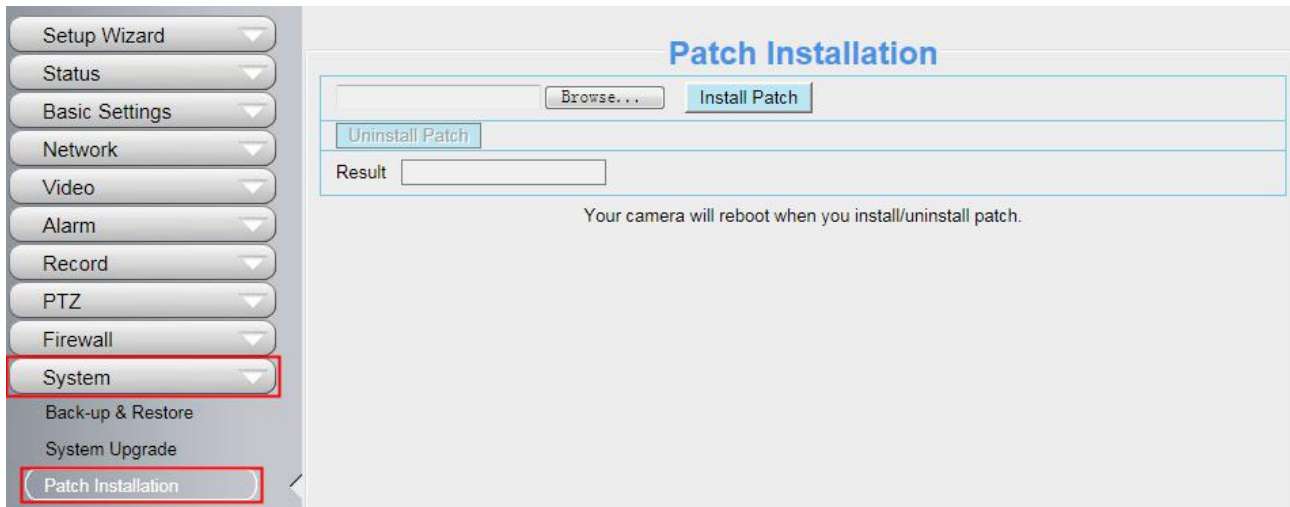 Setup Wizard
Status
Basic Settings
Network
Video
Alarm
Record
PTZ
Firewall
System
Back-up & Restore
System Upgrade
Patch Installation
Patch Installation
Browse... Install Patch
Uninstall Patch
Result
Your camera will reboot when you install/uninstall patch.